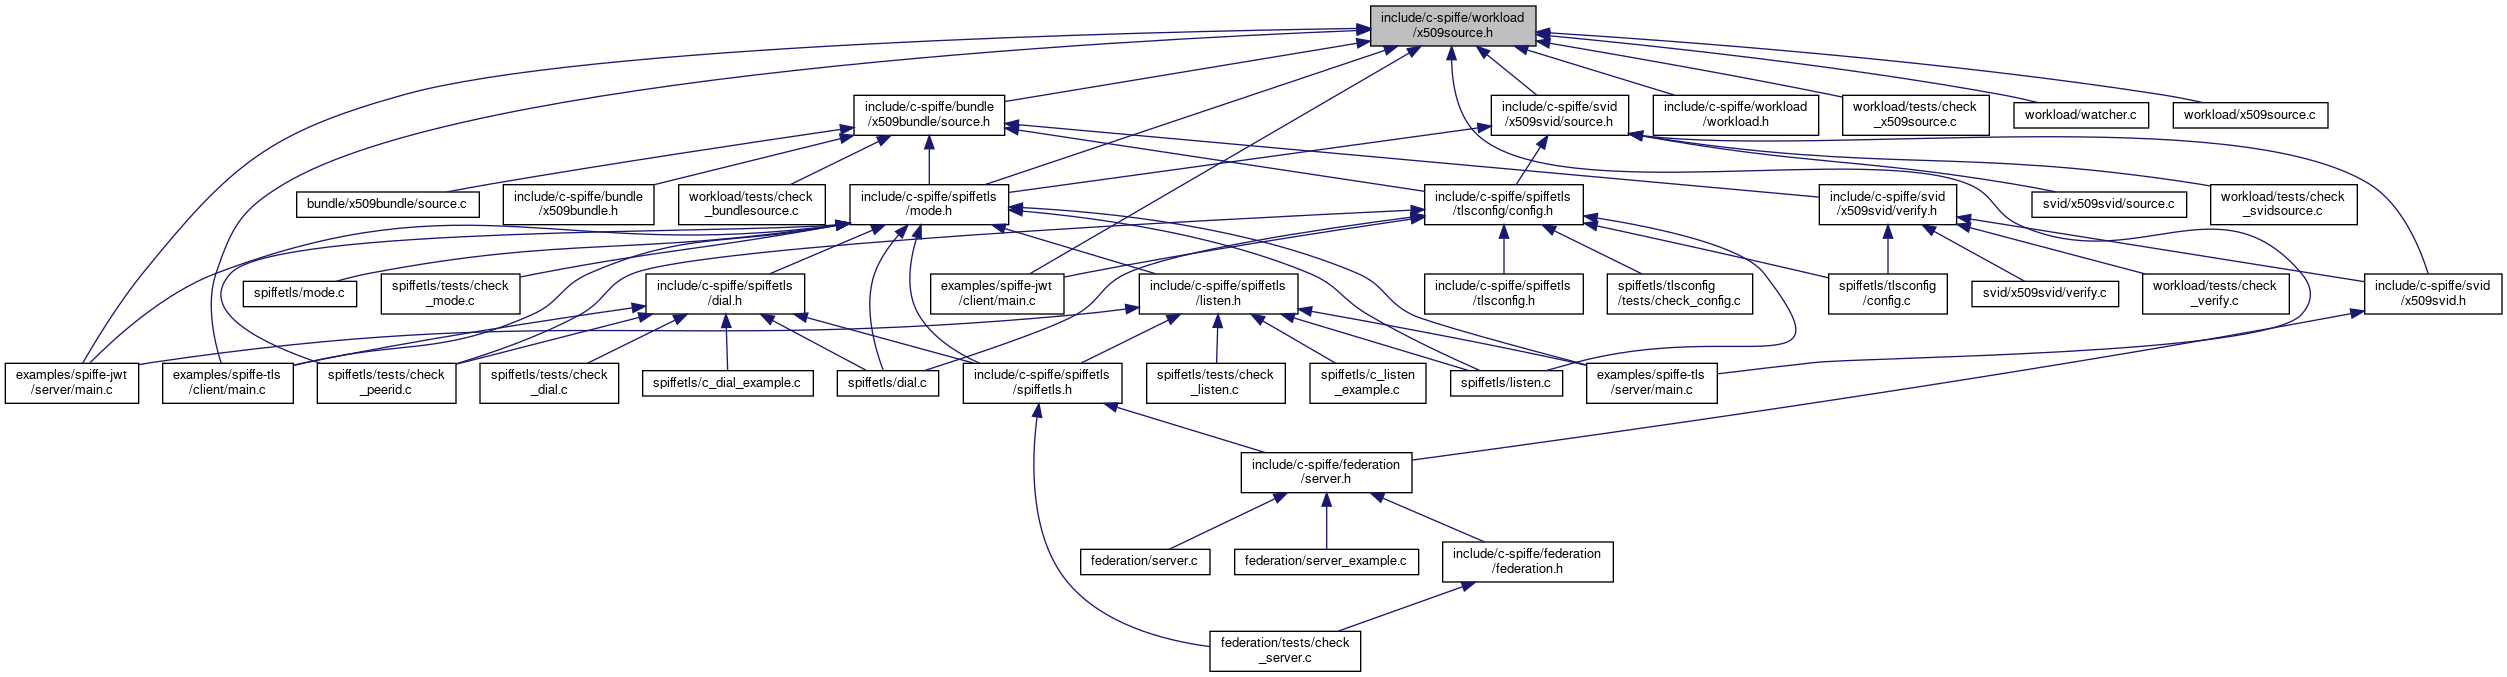 include/c-spiffe/workload
/x509source.h
include/c-spiffe/bundle
/x509bundle/source.h
include/c-spiffe/svid
/x509svid/source.h
include/c-spiffe/workload
/workload.h
workload/tests/check
_x509source.c
workload/watcher.c
workload/x509source.c
bundle/x509bundle/source.c
include/c-spiffe/bundle
/x509bundle.h
workload/tests/check
_bundlesource.c
include/c-spiffe/spiffetls
/mode.h
include/c-spiffe/spiffetls
/tlsconfig/config.h
include/c-spiffe/svid
/x509svid/verify.h
svid/x509svid/source.c
workload/tests/check
_svidsource.c
spiffetls/mode.c
spiffetls/tests/check
_mode.c
include/c-spiffe/spiffetls
/dial.h
examples/spiffe-jwt
/client/main.c
include/c-spiffe/spiffetls
/listen.h
include/c-spiffe/spiffetls
/tlsconfig.h
spiffetls/tlsconfig
/tests/check_config.c
spiffetls/tlsconfig
/config.c
svid/x509svid/verify.c
workload/tests/check
_verify.c
include/c-spiffe/svid
/x509svid.h
examples/spiffe-jwt
/server/main.c
examples/spiffe-tls
/client/main.c
spiffetls/tests/check
_peerid.c
spiffetls/tests/check
_dial.c
spiffetls/c_dial_example.c
spiffetls/dial.c
include/c-spiffe/spiffetls
/spiffetls.h
spiffetls/tests/check
_listen.c
spiffetls/c_listen
_example.c
spiffetls/listen.c
examples/spiffe-tls
/server/main.c
include/c-spiffe/federation
/server.h
federation/server.c
federation/server_example.c
include/c-spiffe/federation
/federation.h
federation/tests/check
_server.c